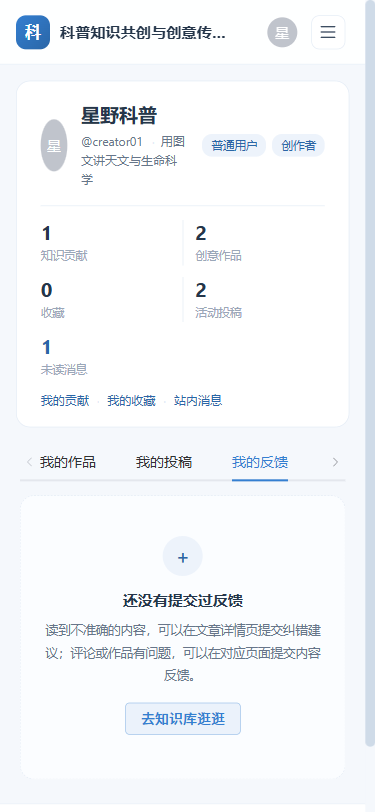 科 科普知识共创与创意传... 星
星
星野科普
@creator01 · 用图
文讲天文与生命科
学
普通用户 创作者
1 2
知识贡献 创意作品
0 2
收藏 活动投稿
1
未读消息
我的贡献 · 我的收藏 · 站内消息
我的作品 我的投稿 我的反馈
+
还没有提交过反馈
读到不准确的内容，可以在文章详情页提交纠错建
议；评论或作品有问题，可以在对应页面提交内容
反馈。
去知识库逛逛